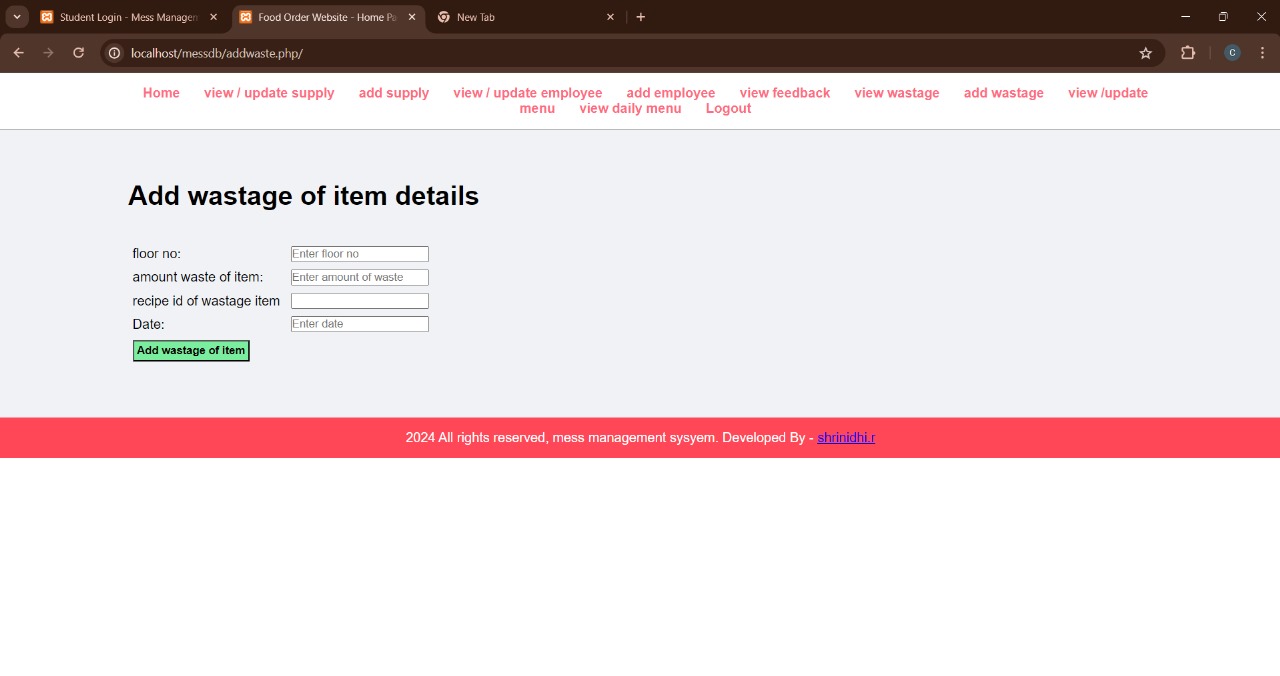 Student Login - Mess Managem
Food Order Website - Home Pa
New Tab
localhost/messdb/addwaste.php/
C
Home view / update supply add supply view / update employee add employee view feedback view wastage add wastage view /update
menu view daily menu Logout
Add wastage of item details
floor no: Enter floor no
amount waste of item: Enter amount of waste
recipe id of wastage item
Date: Enter date
Add wastage of item
2024 All rights reserved, mess management sysyem. Developed By - shrinidhi.r